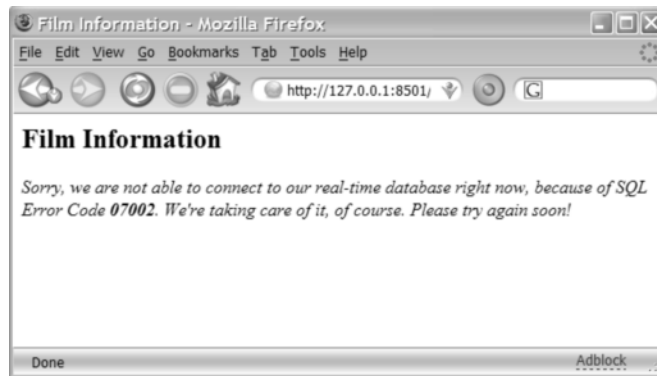 Film Information - Mozilla Firefox
File Edit View Go Bookmarks Tab Tools Help
http://127.0.0.1:8501/ G
Film Information
Sorry, we are not able to connect to our real-time database right now, because of SQL
Error Code 07002. We're taking care of it, of course. Please try again soon!
Done Adblock